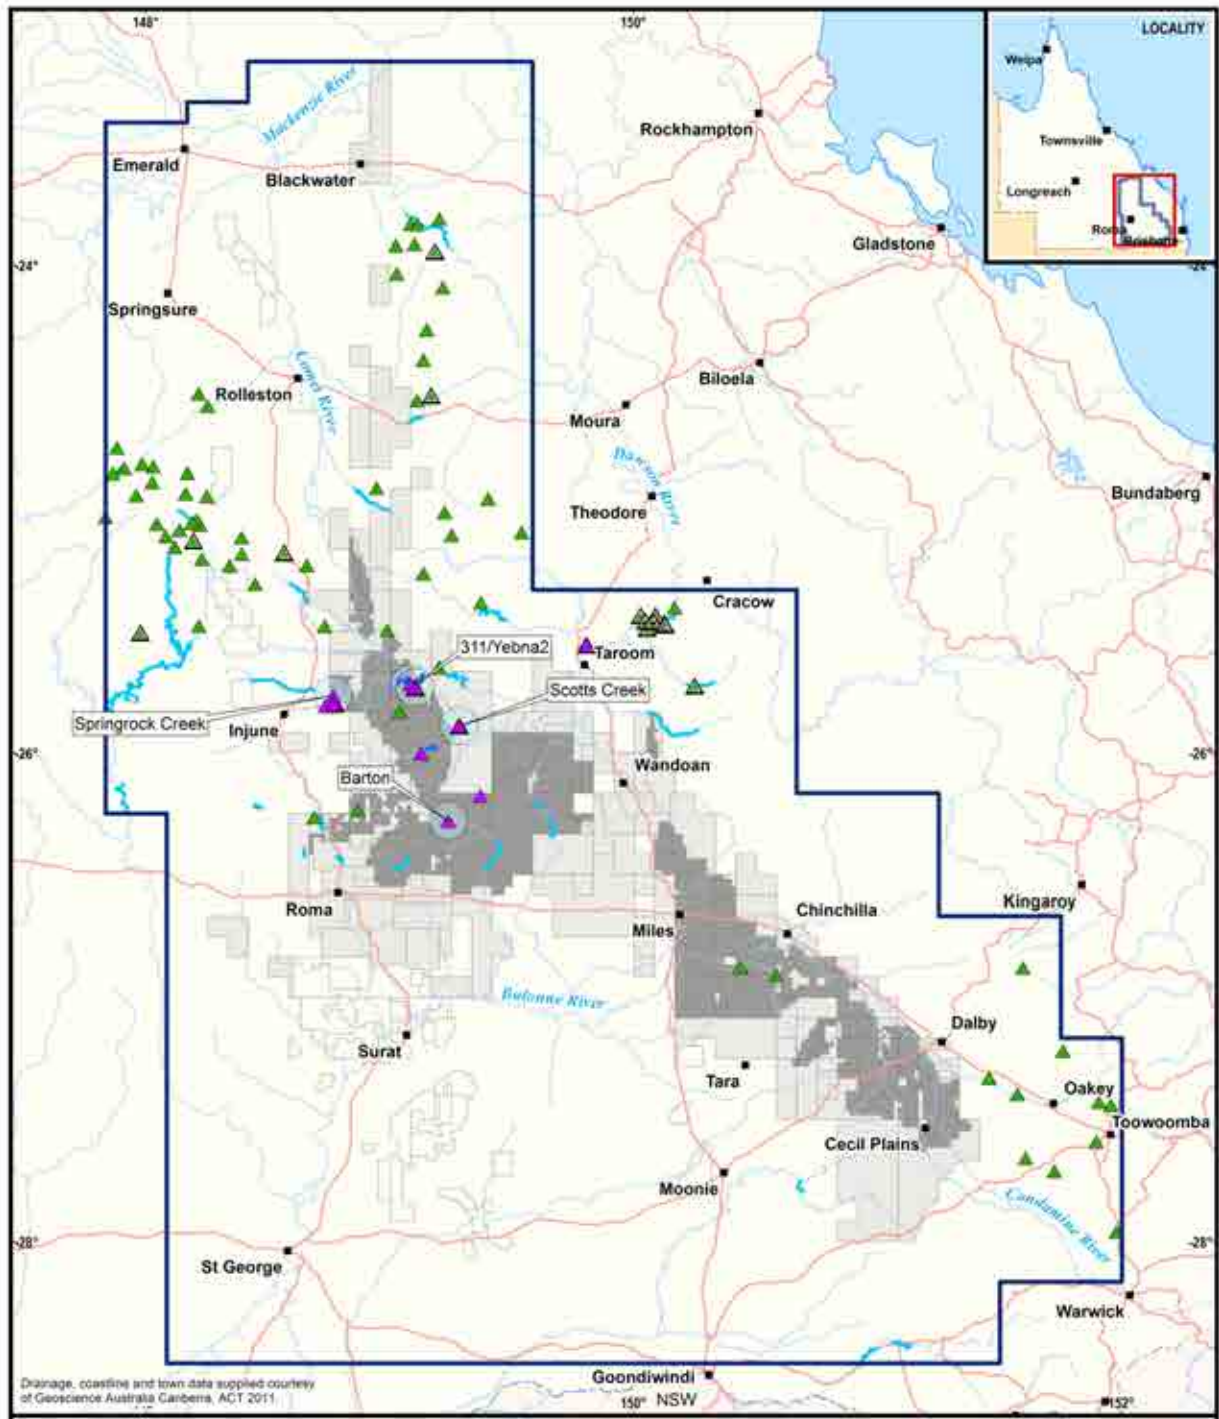 148°
150°
LOCALITY
Weipa
Townsville
Longreach
Roma
Brisbane
Mackenzie River
Rockhampton
Emerald
Blackwater
Gladstone
-24°
-24°
Springsure
Comet River
Rolleston
Biloela
Moura
Dawson River
Bundaberg
Theodore
Cracow
311/Yebna2
Taroom
Scotts Creek
Springrock Creek
Injune
-26°
-26°
Wandoan
Barton
Roma
Kingaroy
Chinchilla
Miles
Balonne River
Dalby
Surat
Tara
Oakey
Toowoomba
Cecil Plains
Moonie
Condamine River
-28°
-28°
St George
Warwick
Goondiwindi
Drainage, coastline and town data supplied courtesy
of Geoscience Australia Canberra, ACT 2011.
150°
NSW
152°